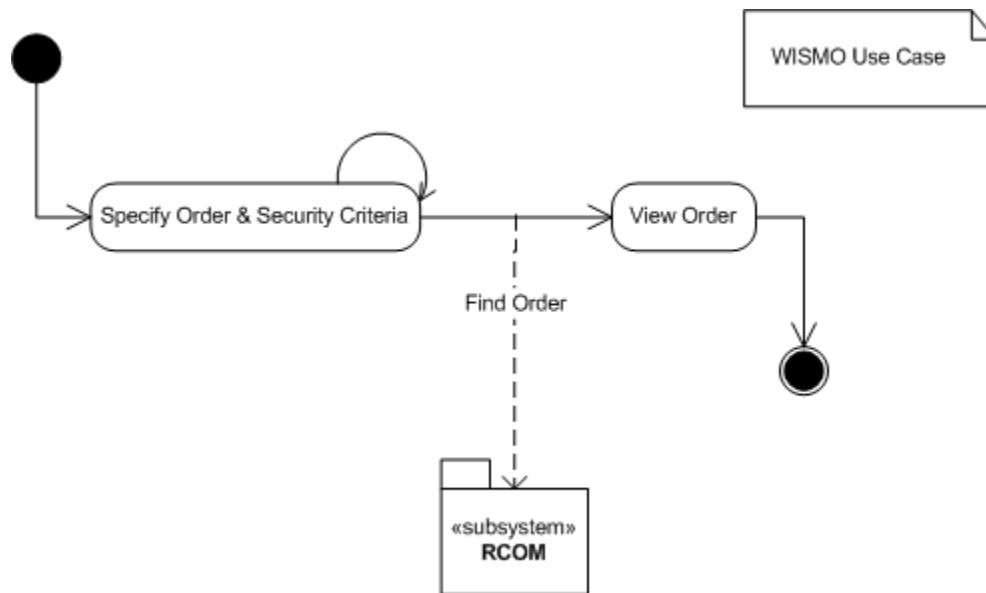 WISMO Use Case
Specify Order & Security Criteria
View Order
Find Order
«subsystem»
RCOM